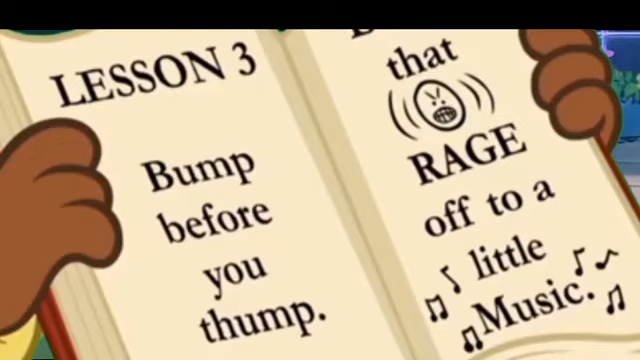 LESSON 3
Bump
before
you
thump.
that
RAGE
off to a
little
Music.